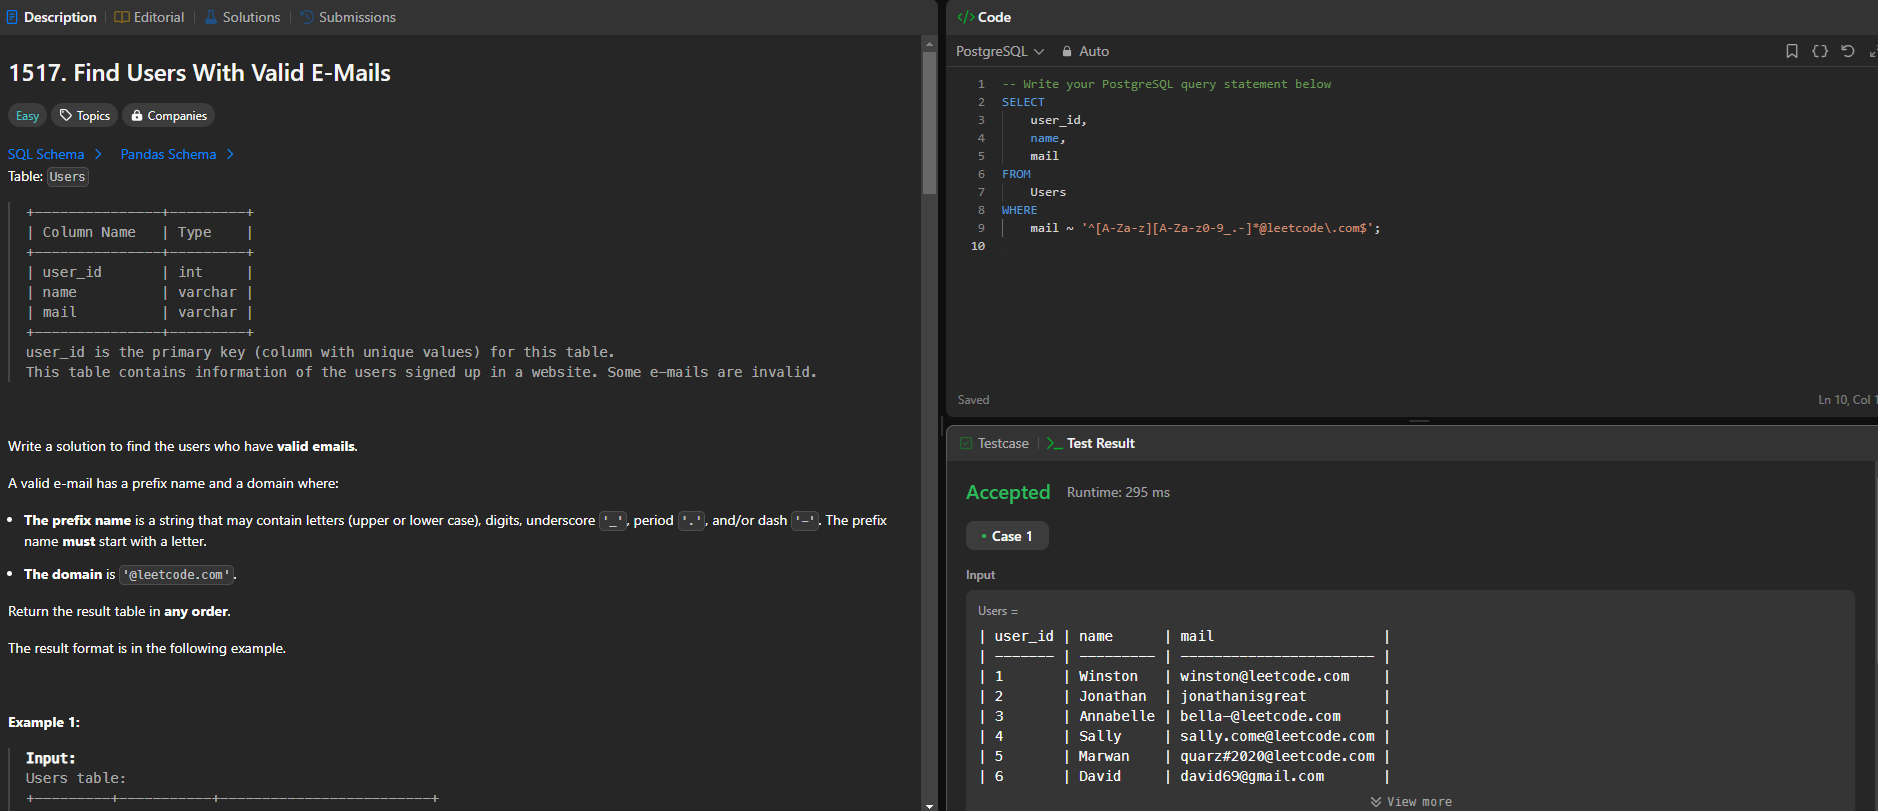 Description | Editorial | Solutions | Submissions
1517. Find Users With Valid E-Mails
Easy Topics Companies
SQL Schema > Pandas Schema >
Table: Users
+---------------+---------+
| Column Name   | Type    |
+---------------+---------+
| user_id       | int     |
| name          | varchar |
| mail          | varchar |
+---------------+---------+
user_id is the primary key (column with unique values) for this table.
This table contains information of the users signed up in a website. Some e-mails are invalid.
Write a solution to find the users who have valid emails.
A valid e-mail has a prefix name and a domain where:
• The prefix name is a string that may contain letters (upper or lower case), digits, underscore '_', period '.', and/or dash '-'. The prefix
name must start with a letter.
• The domain is '@leetcode.com'.
Return the result table in any order.
The result format is in the following example.
Example 1:
Input:
Users table:
+---------+-----------+-------------------------+
</> Code
PostgreSQL Auto
1 -- Write your PostgreSQL query statement below
2 SELECT
3     user_id,
4     name,
5     mail
6 FROM
7     Users
8 WHERE
9     mail ~ '^[A-Za-z][A-Za-z0-9_.-]*@leetcode\.com$';
10
Saved Ln 10, Col 1
Testcase | >_ Test Result
Accepted Runtime: 295 ms
• Case 1
Input
Users =
| user_id | name      | mail                    |
| ------- | --------- | ----------------------- |
| 1       | Winston   | winston@leetcode.com    |
| 2       | Jonathan  | jonathanisgreat         |
| 3       | Annabelle | bella-@leetcode.com     |
| 4       | Sally     | sally.come@leetcode.com |
| 5       | Marwan    | quarz#2020@leetcode.com |
| 6       | David     | david69@gmail.com       |
View more